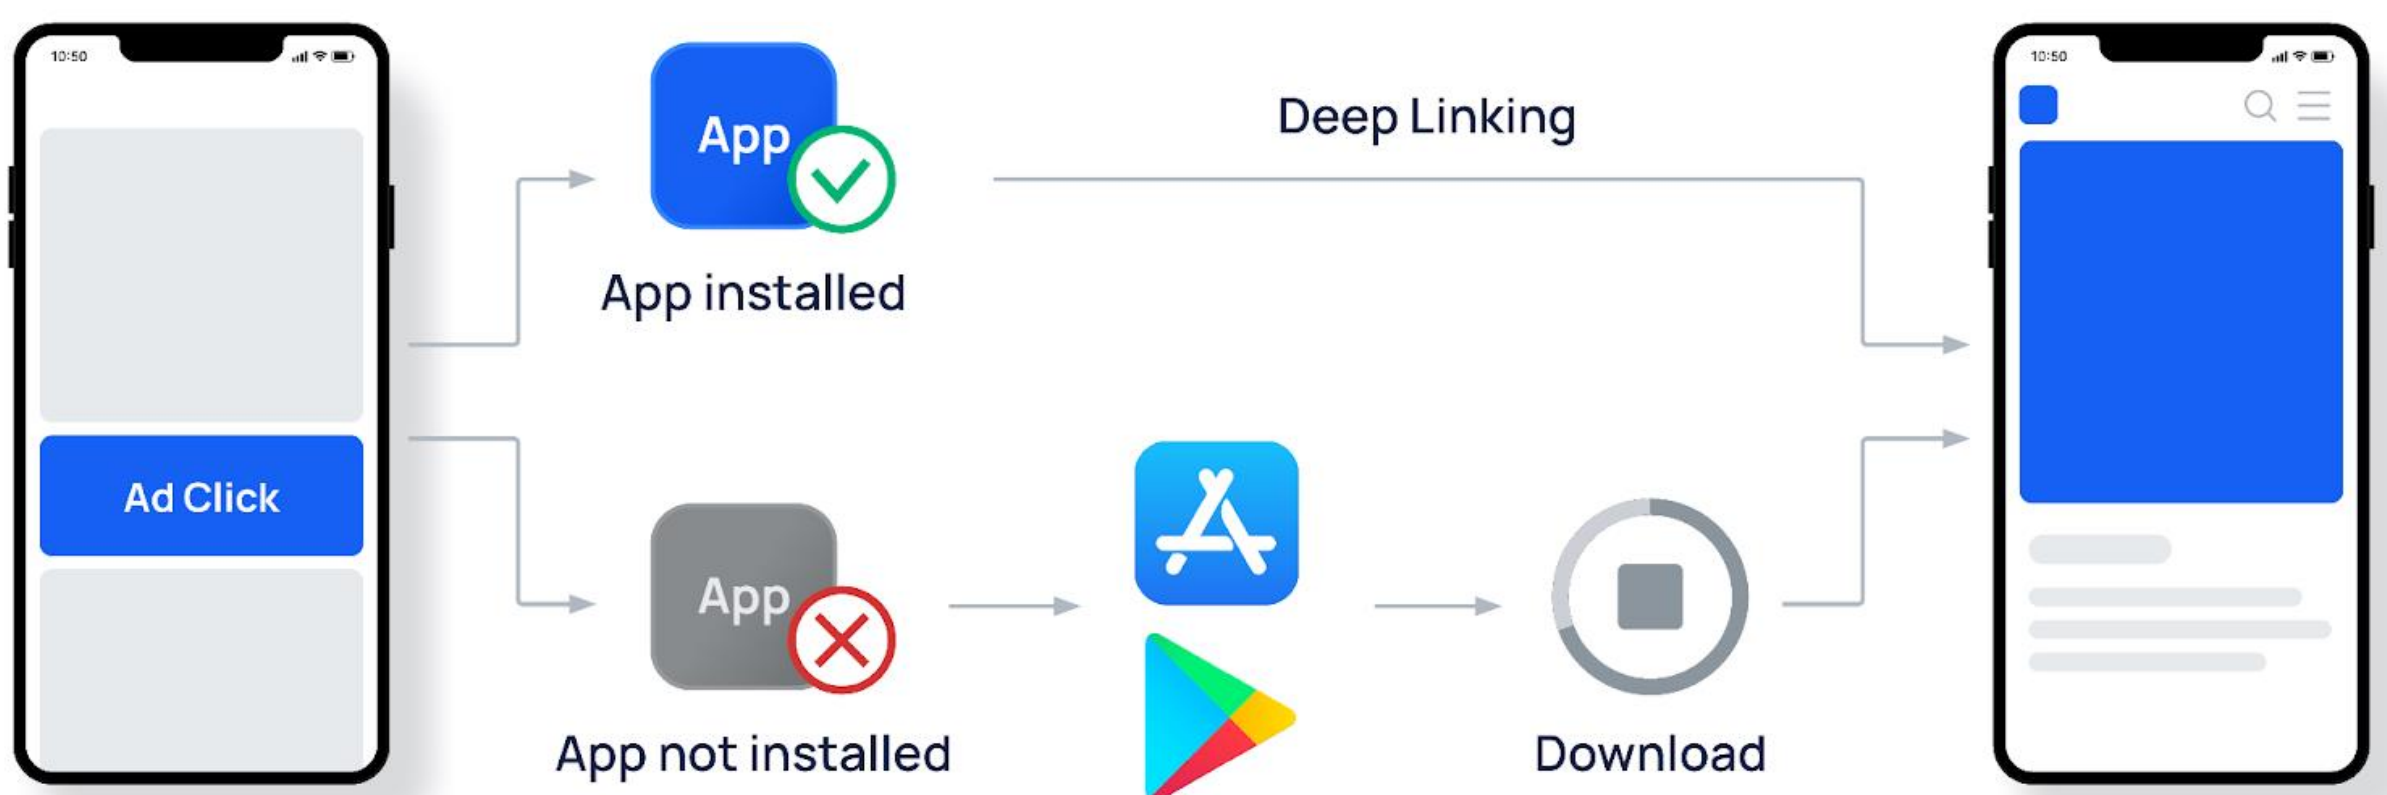 10:50
Ad Click
App
App installed
Deep Linking
App
App not installed
Download
10:50